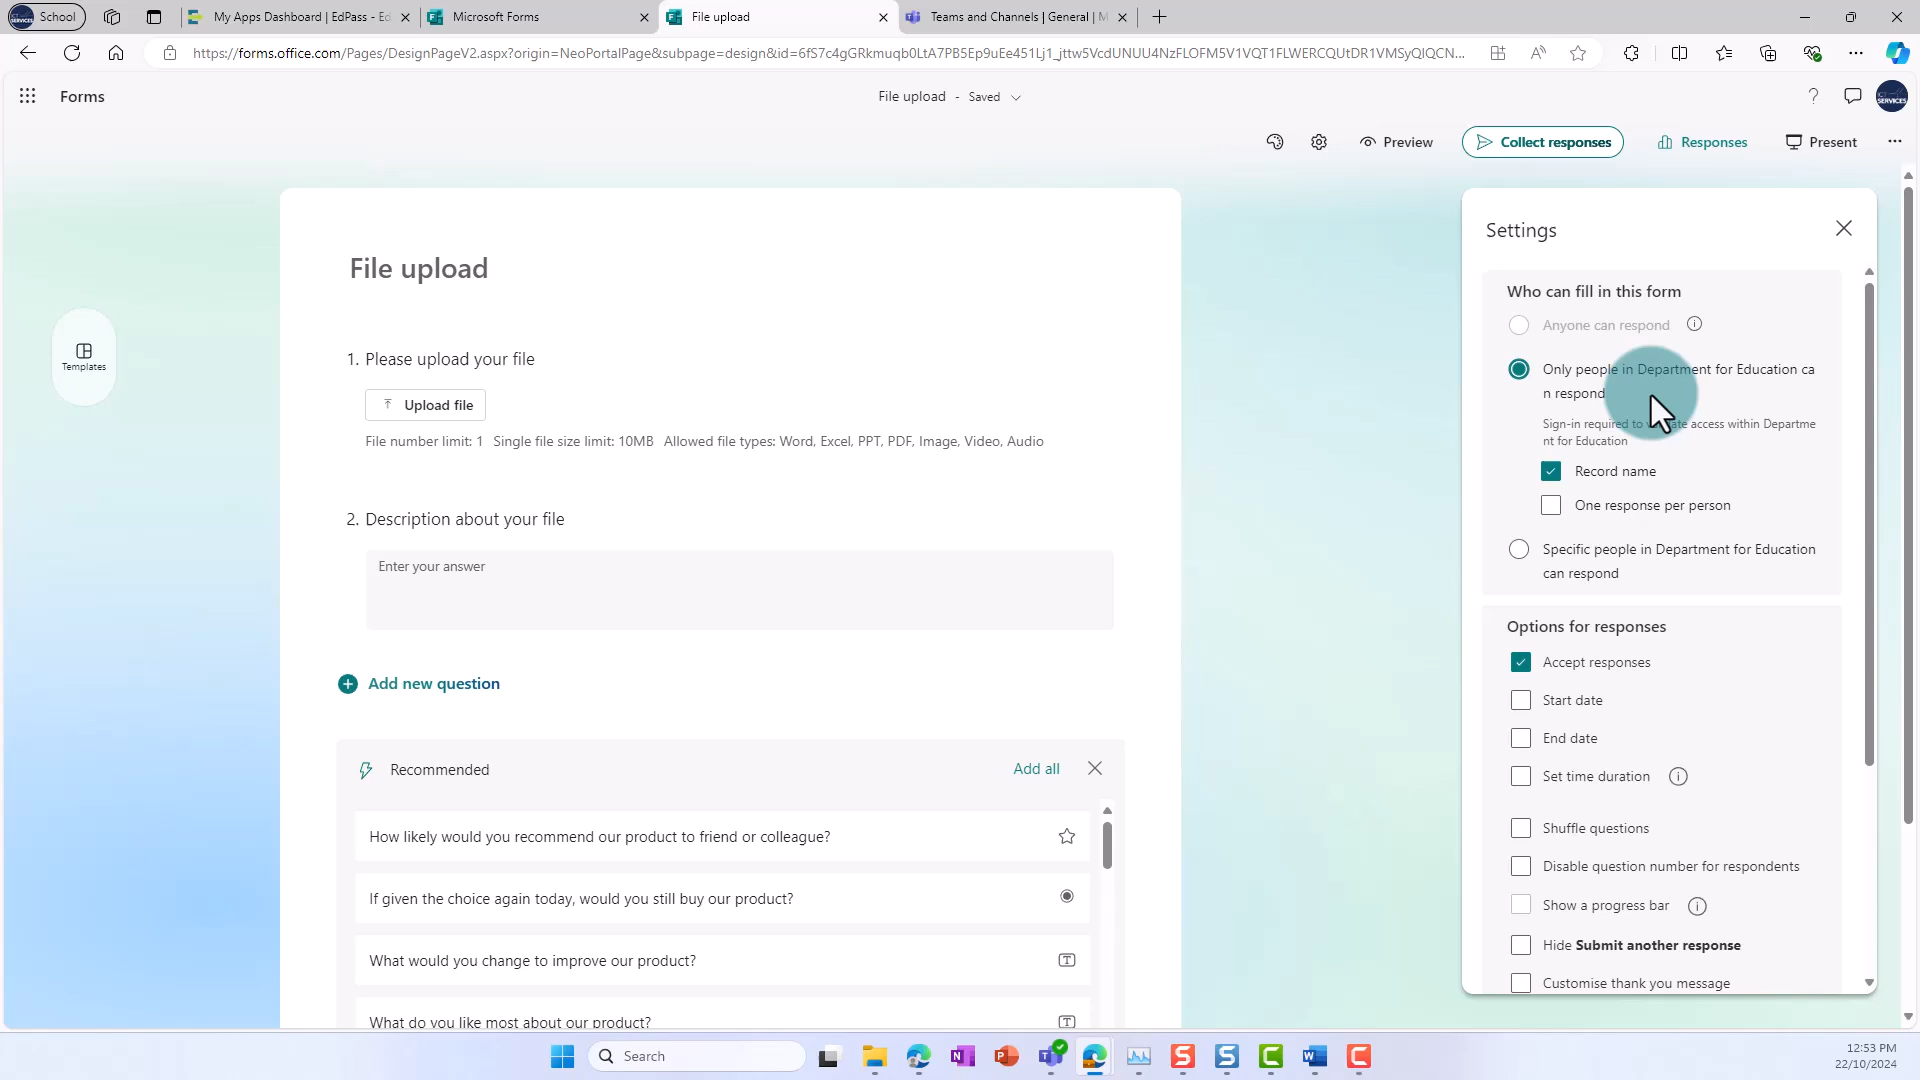 School
My Apps Dashboard | EdPass - Ed
Microsoft Forms
File upload
Teams and Channels | General | M
https://forms.office.com/Pages/DesignPageV2.aspx?origin=NeoPortalPage&subpage=design&id=6fS7c4gGRkmuqb0LtA7PB5Ep9uEe451Lj1_jttw5VcdUNUU4NzFLOFM5V1VQT1FLWERCQUtDR1VMSyQlQCN...
Forms
File upload - Saved
Preview
Collect responses
Responses
Present
Templates
File upload
1. Please upload your file
Upload file
File number limit: 1 Single file size limit: 10MB Allowed file types: Word, Excel, PPT, PDF, Image, Video, Audio
2. Description about your file
Enter your answer
Add new question
Recommended
Add all
How likely would you recommend our product to friend or colleague?
If given the choice again today, would you still buy our product?
What would you change to improve our product?
What do you like most about our product?
Settings
Who can fill in this form
Anyone can respond
Only people in Department for Education ca
n respond
Sign-in required to access within Departme
nt for Education
Record name
One response per person
Specific people in Department for Education
can respond
Options for responses
Accept responses
Start date
End date
Set time duration
Shuffle questions
Disable question number for respondents
Show a progress bar
Hide Submit another response
Customise thank you message
Search
12:53 PM
22/10/2024